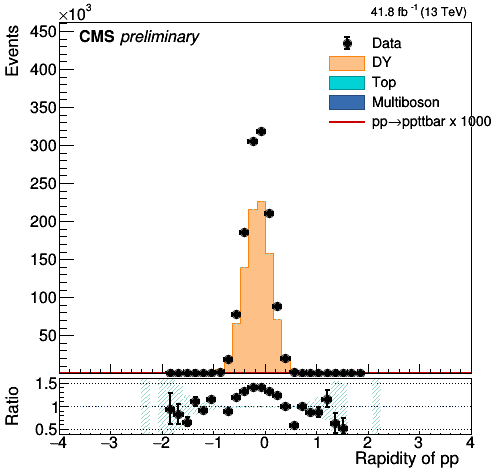 ×10³
41.8 fb⁻¹ (13 TeV)
CMS preliminary
Events
450
400
350
300
250
200
150
100
50
Data
DY
Top
Multiboson
pp→ppttbar x 1000
Ratio
1.5
1
0.5
−4 −3 −2 −1 0 1 2 3 4
Rapidity of pp